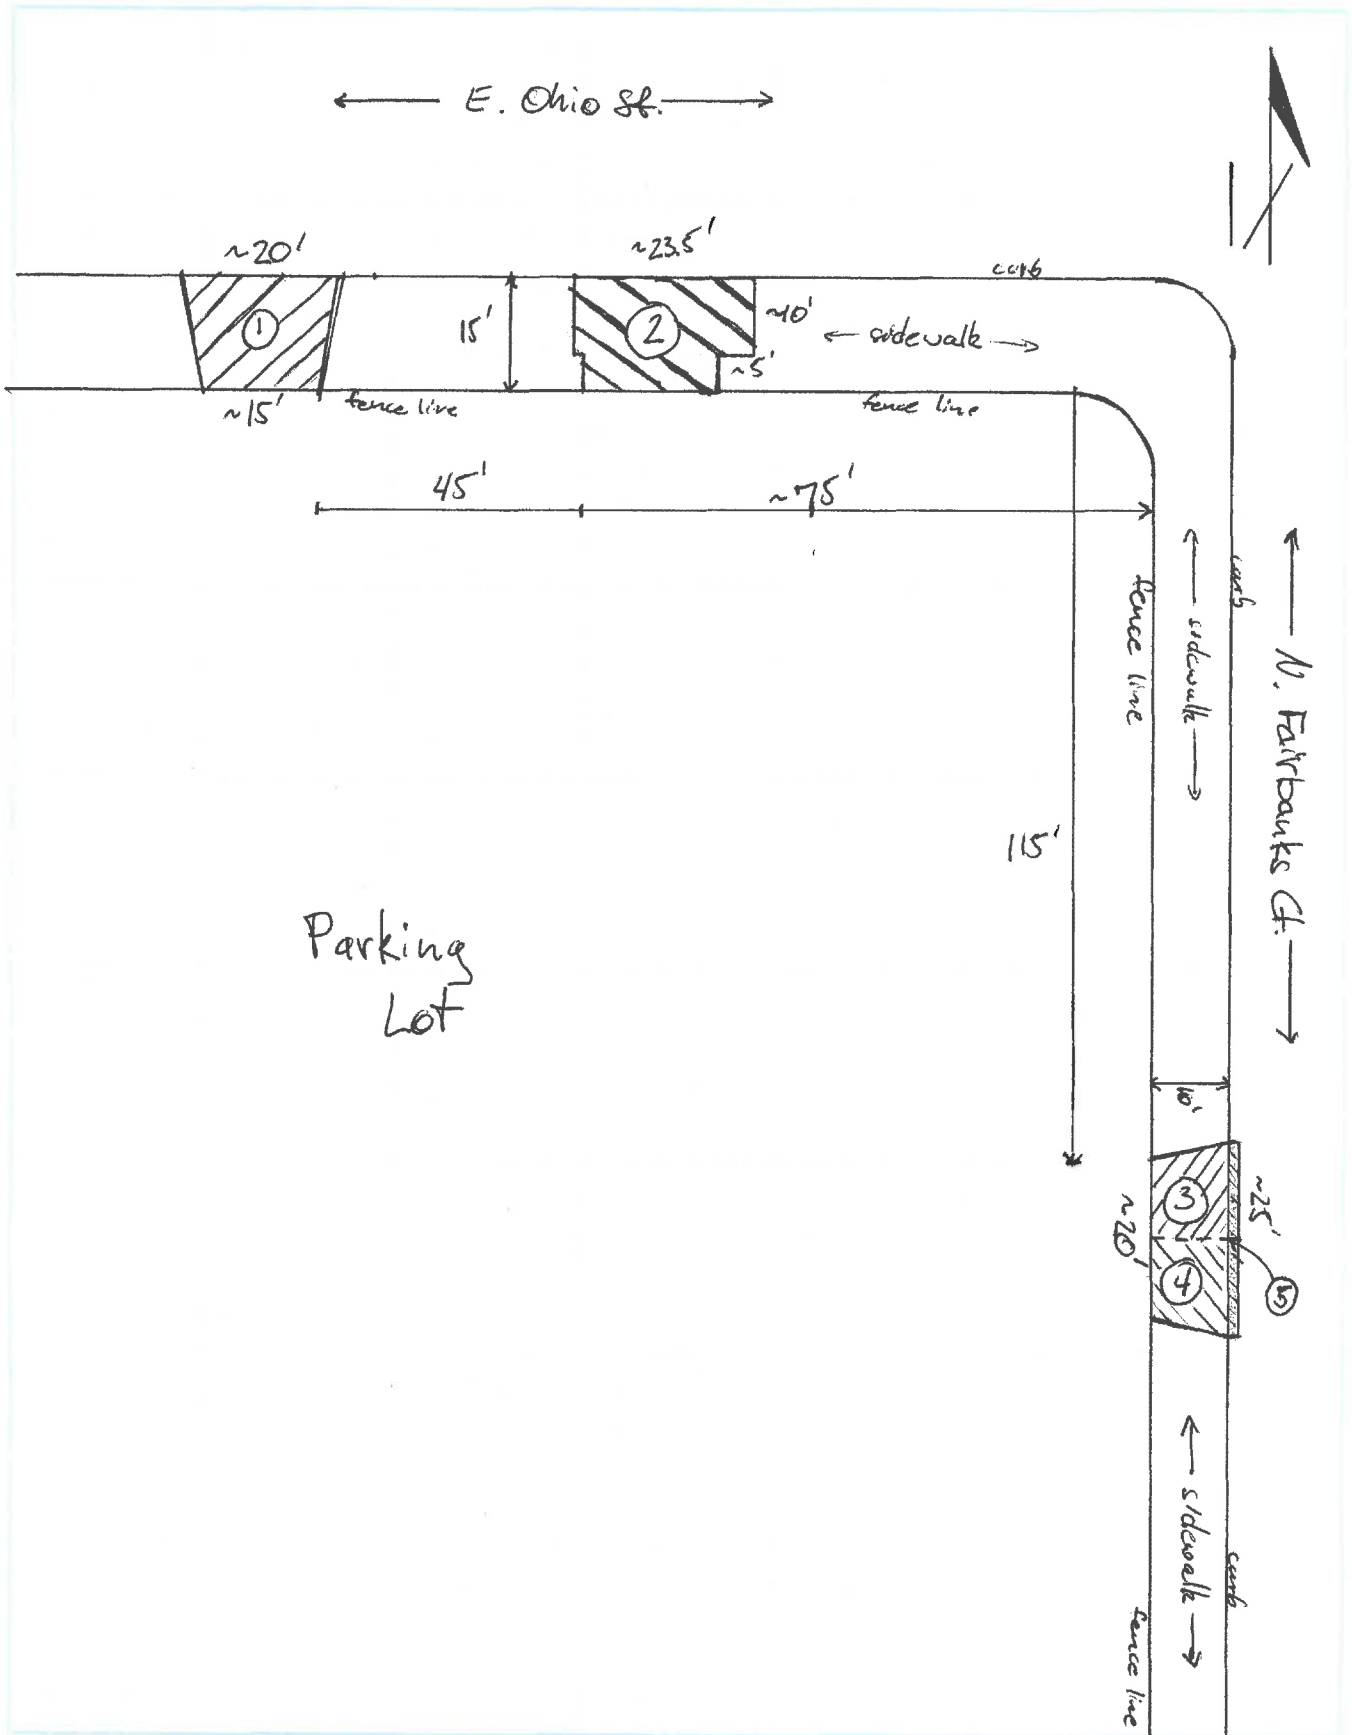 E. Ohio St.
~20'
~23.5'
curb
1
15'
2
~10'
sidewalk
~5'
~15'
fence line
fence line
45'
~75'
curb
fence line
sidewalk
N. Fairbanks Ct.
115'
Parking
Lot
10'
3
~25'
~20'
4
5
sidewalk
curb
fence line